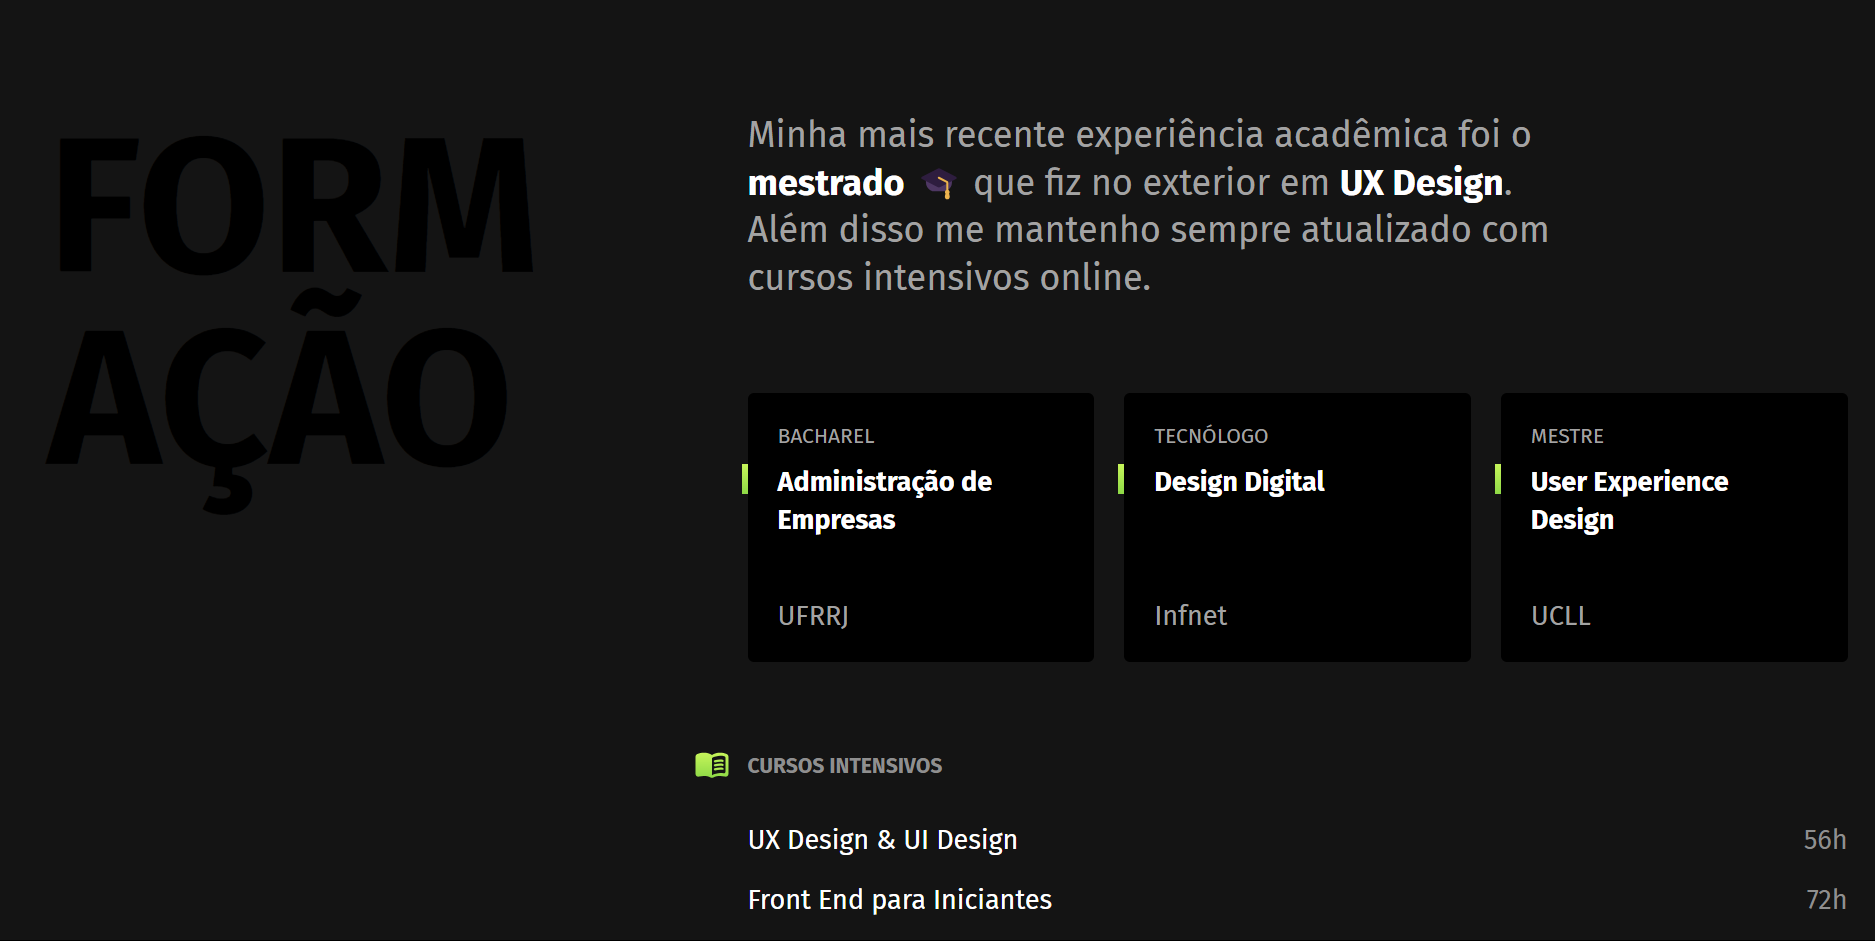 FORM
AÇÃO
Minha mais recente experiência acadêmica foi o
mestrado 🎓 que fiz no exterior em UX Design.
Além disso me mantenho sempre atualizado com
cursos intensivos online.
BACHAREL
Administração de
Empresas
UFRRJ
TECNÓLOGO
Design Digital
Infnet
MESTRE
User Experience
Design
UCLL
CURSOS INTENSIVOS
UX Design & UI Design 56h
Front End para Iniciantes 72h